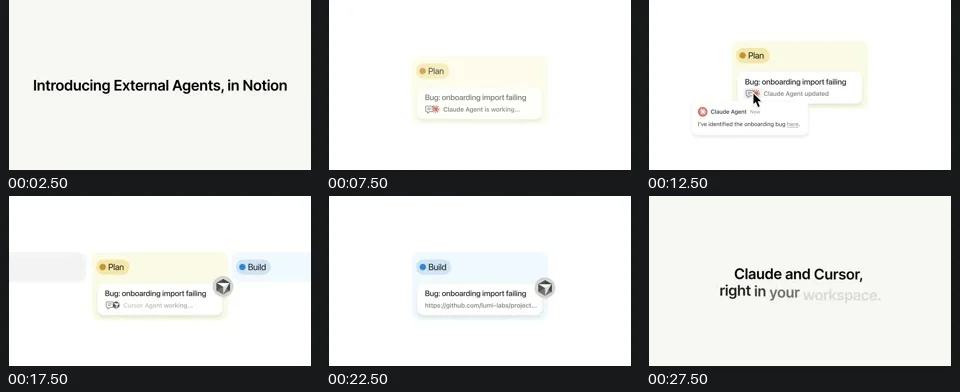 Introducing External Agents, in Notion
00:02.50
Plan
Bug: onboarding import failing
Claude Agent is working...
00:07.50
Plan
Bug: onboarding import failing
Claude Agent updated
Claude Agent Now
I've identified the onboarding bug here.
00:12.50
Plan
Build
Bug: onboarding import failing
Cursor Agent working...
00:17.50
Build
Bug: onboarding import failing
https://github.com/lumi-labs/project...
00:22.50
Claude and Cursor,
right in your workspace.
00:27.50